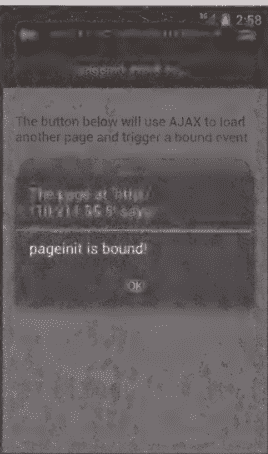 2:58
The button below will use AJAX to load
another page and trigger a bound event
The page at 'http://
says
pageinit is bound!
OK